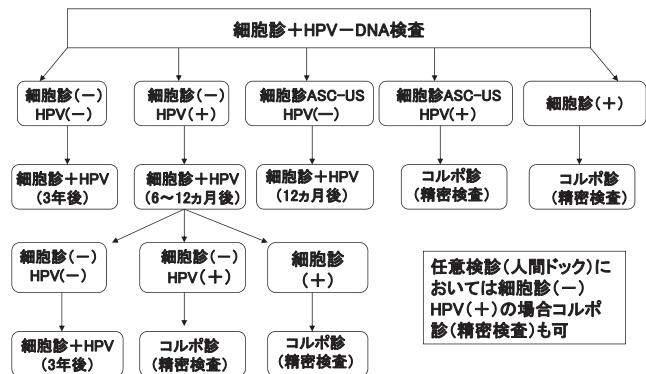 細胞診＋HPV－DNA検査
細胞診(－)
HPV(－)
細胞診(－)
HPV(＋)
細胞診ASC-US
HPV(－)
細胞診ASC-US
HPV(＋)
細胞診(＋)
細胞診＋HPV
(3年後)
細胞診＋HPV
(6～12ヵ月後)
細胞診＋HPV
(12ヵ月後)
コルポ診
(精密検査)
コルポ診
(精密検査)
細胞診(－)
HPV(－)
細胞診(－)
HPV(＋)
細胞診
(＋)
細胞診＋HPV
(3年後)
コルポ診
(精密検査)
コルポ診
(精密検査)
任意検診(人間ドック)に
おいては細胞診(－)
HPV(＋)の場合コルポ
診(精密検査)も可